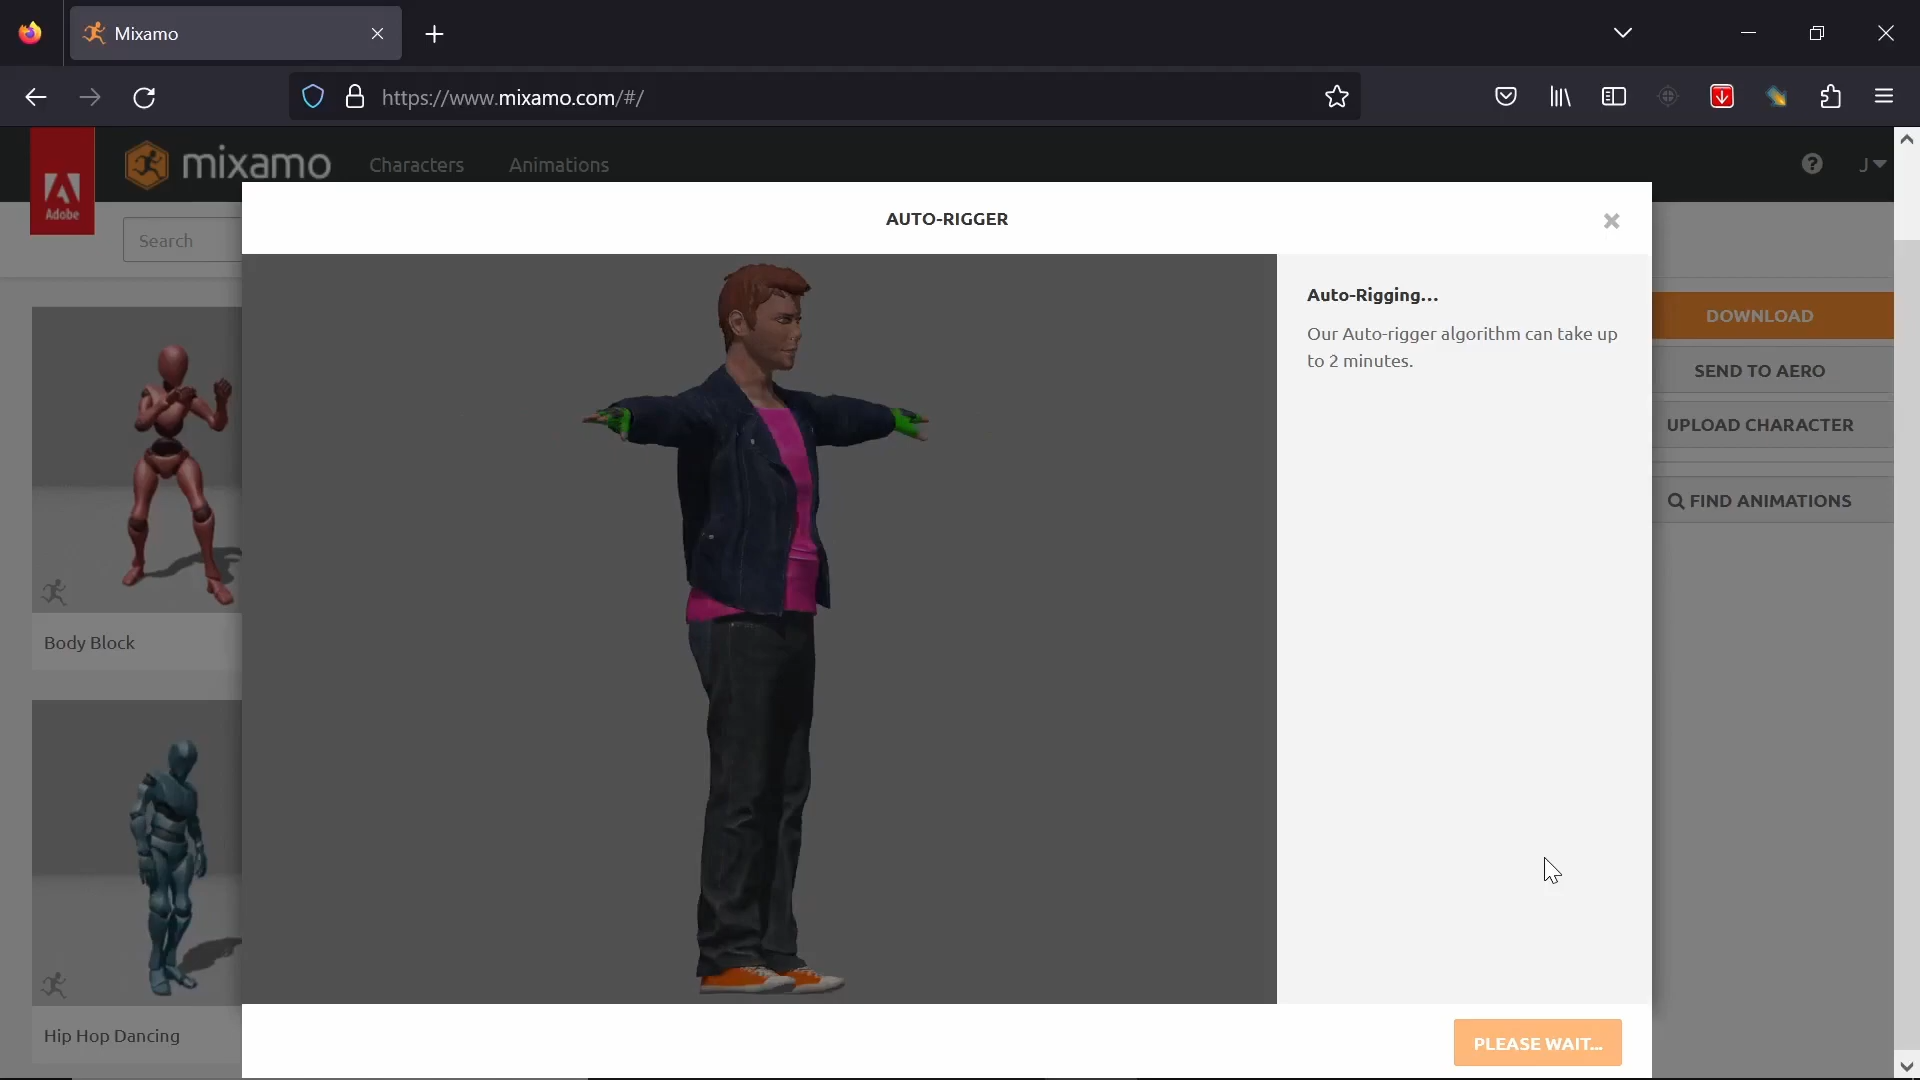 Mixamo
https://www.mixamo.com/#/
Adobe
mixamo
Characters
Animations
J
Search
AUTO-RIGGER
Auto-Rigging...
Our Auto-rigger algorithm can take up
to 2 minutes.
DOWNLOAD
SEND TO AERO
UPLOAD CHARACTER
FIND ANIMATIONS
Body Block
Hip Hop Dancing
PLEASE WAIT...